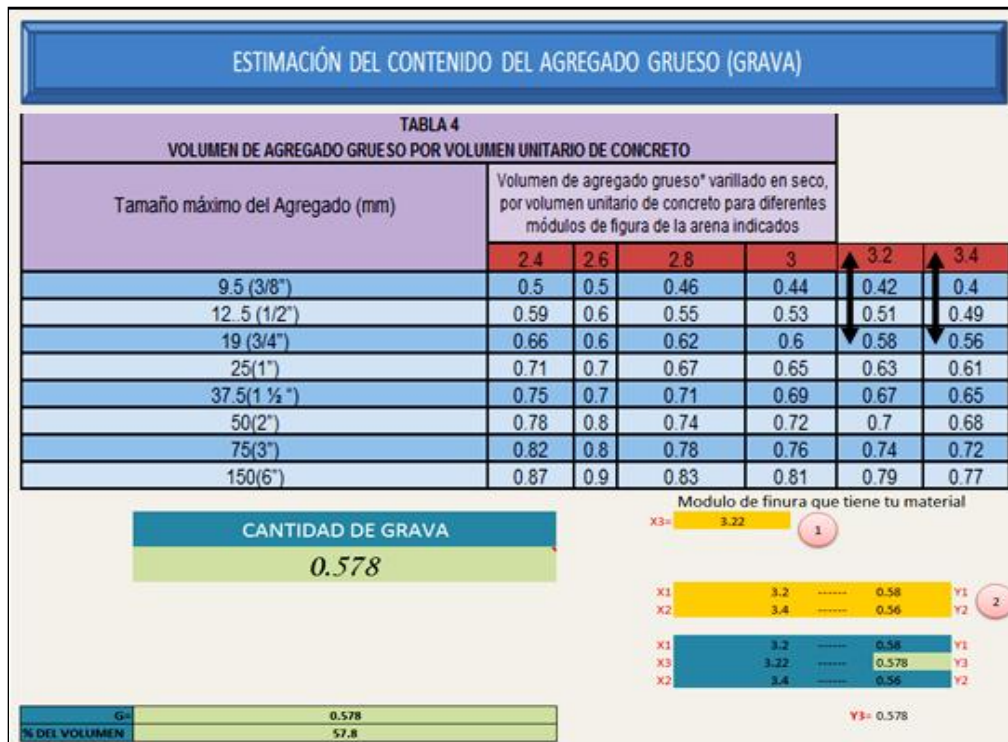 ESTIMACIÓN DEL CONTENIDO DEL AGREGADO GRUESO (GRAVA)
TABLA 4
VOLUMEN DE AGREGADO GRUESO POR VOLUMEN UNITARIO DE CONCRETO
Tamaño máximo del Agregado (mm)
Volumen de agregado grueso* varillado en seco,
por volumen unitario de concreto para diferentes
módulos de figura de la arena indicados
2.4 2.6 2.8 3 3.2 3.4
9.5 (3/8") 0.5 0.5 0.46 0.44 0.42 0.4
12..5 (1/2") 0.59 0.6 0.55 0.53 0.51 0.49
19 (3/4") 0.66 0.6 0.62 0.6 0.58 0.56
25(1") 0.71 0.7 0.67 0.65 0.63 0.61
37.5(1 ½ ") 0.75 0.7 0.71 0.69 0.67 0.65
50(2") 0.78 0.8 0.74 0.72 0.7 0.68
75(3") 0.82 0.8 0.78 0.76 0.74 0.72
150(6") 0.87 0.9 0.83 0.81 0.79 0.77
Modulo de finura que tiene tu material
X3= 3.22 1
CANTIDAD DE GRAVA
0.578
X1 3.2 ------ 0.58 Y1
X2 3.4 ------ 0.56 Y2
2
X1 3.2 ------ 0.58 Y1
X3 3.22 ------ 0.578 Y3
X2 3.4 ------ 0.56 Y2
G= 0.578
Y3= 0.578
% DEL VOLUMEN 57.8